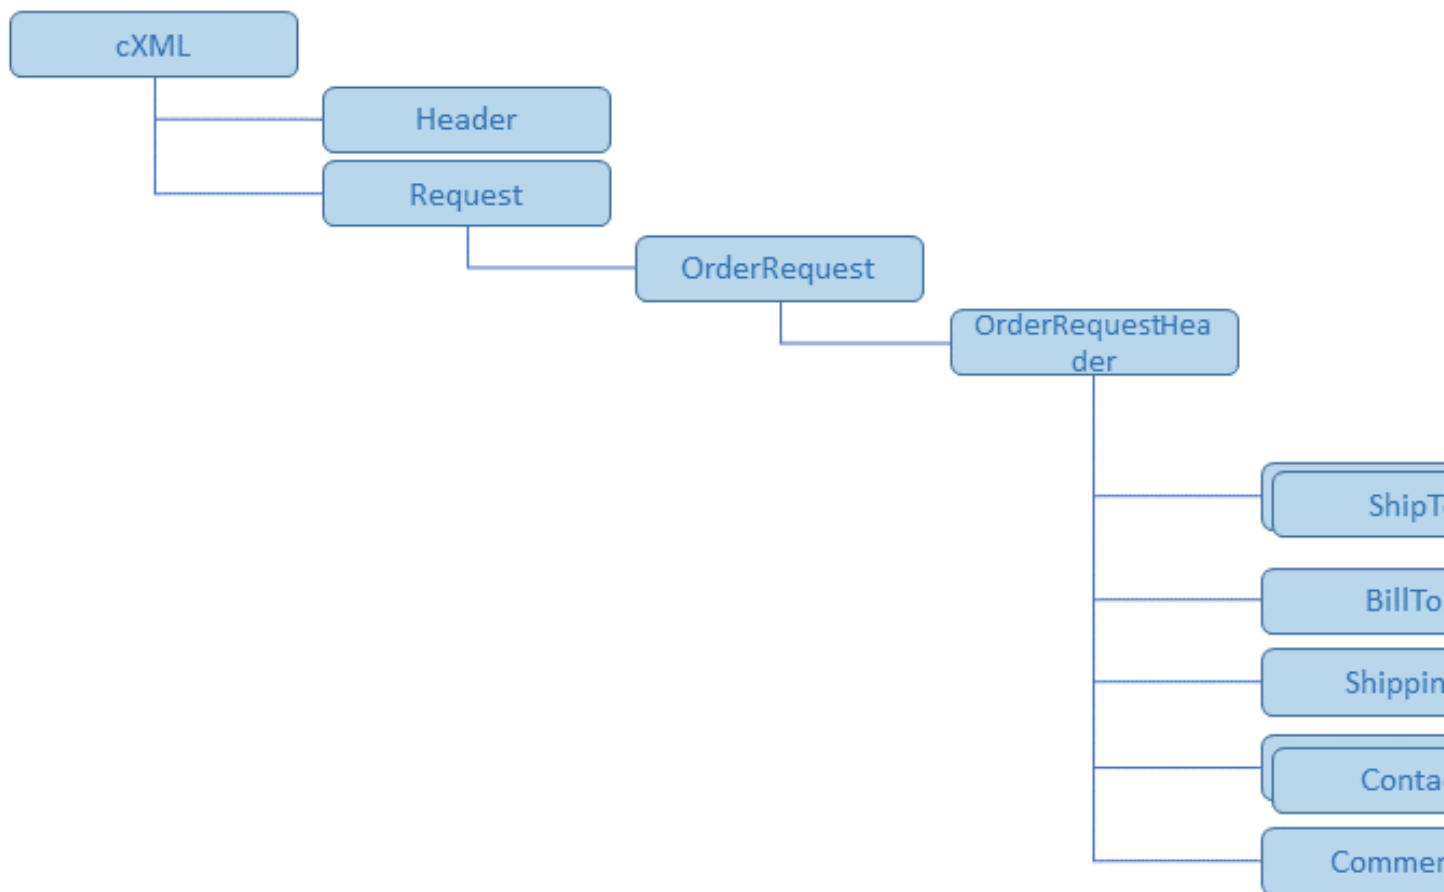 cXML
Header
Request
OrderRequest
OrderRequestHea
der
ShipT
BillTo
Shippin
Conta
Commer